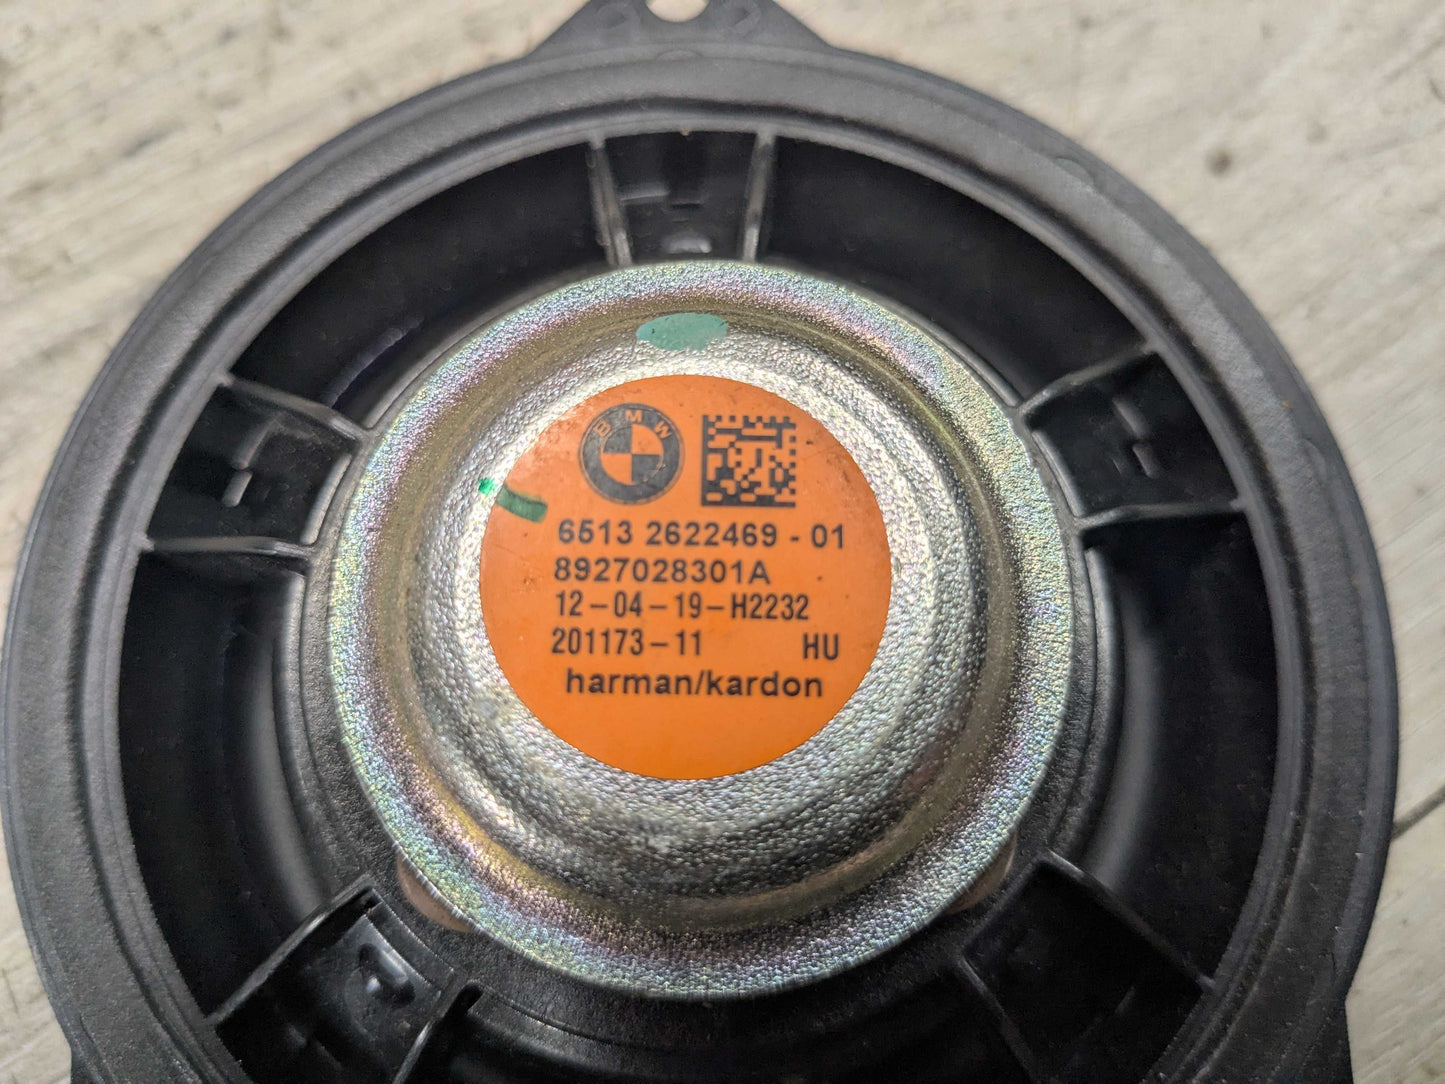 BMW
6513 2622469 - 01
8927028301A
12-04-19-H2232
201173-11 HU
harman/kardon